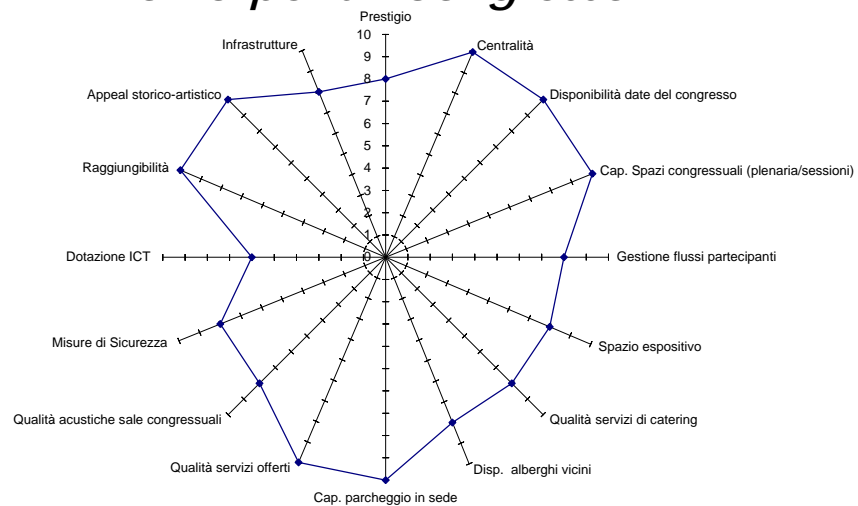 Prestigio
10
9
8
7
6
5
4
3
2
1
0
Infrastrutture
Centralità
Appeal storico-artistico
Disponibilità date del congresso
Raggiungibilità
Cap. Spazi congressuali (plenaria/sessioni)
Dotazione ICT
Gestione flussi partecipanti
Misure di Sicurezza
Spazio espositivo
Qualità acustiche sale congressuali
Qualità servizi di catering
Qualità servizi offerti
Disp. alberghi vicini
Cap. parcheggio in sede